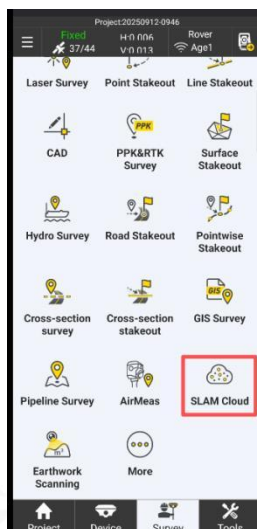 Project:20250912-0946
Fixed H:0.006 Rover
37/44 V:0.013 Age1
Laser Survey Point Stakeout Line Stakeout
PPK
CAD PPK&RTK Survey Surface Stakeout
Hydro Survey Road Stakeout Pointwise Stakeout
GIS
Cross-section survey Cross-section stakeout GIS Survey
Pipeline Survey AirMeas SLAM Cloud
m³
Earthwork Scanning More
Project Device Survey Tools